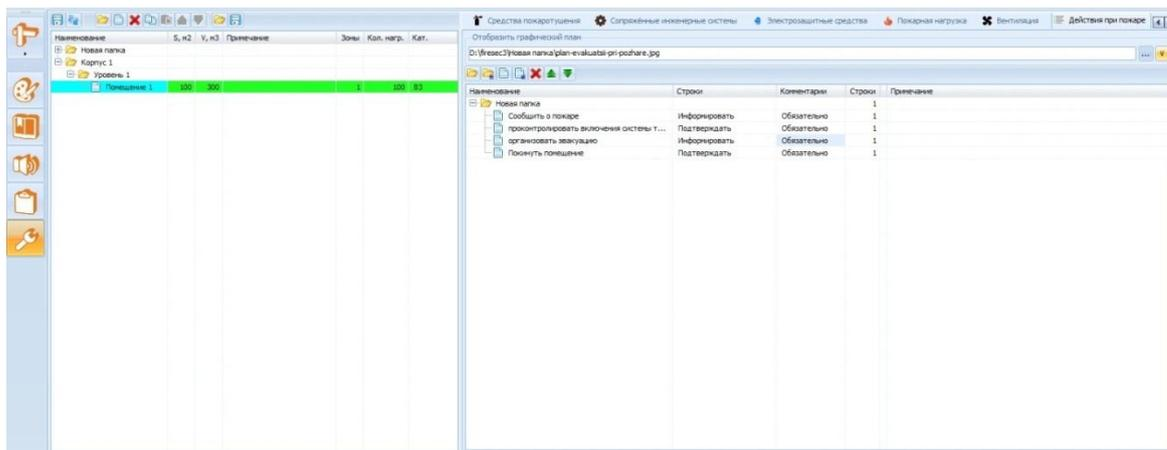 Средства пожаротушения Сопряжённые инженерные системы Электрозащитные средства Пожарная нагрузка Вентиляция Действия при пожаре
Наименование S, м2 V, м3 Примечание Зоны Кол. нагр. Кат.
Новая папка
Корпус 1
Уровень 1
Помещение 1 100 300 1 100 В3
Отобразить графический план
D:\firesec3\Новая папка\plan-evakuatsii-pri-pozhare.jpg ...
Наименование Строки Комментарии Строки Примечание
Новая папка 1
Сообщить о пожаре Информировать Обязательно 1
проконтролировать включения системы т... Подтверждать Обязательно 1
организовать эвакуацию Информировать Обязательно 1
Покинуть помещение Подтверждать Обязательно 1